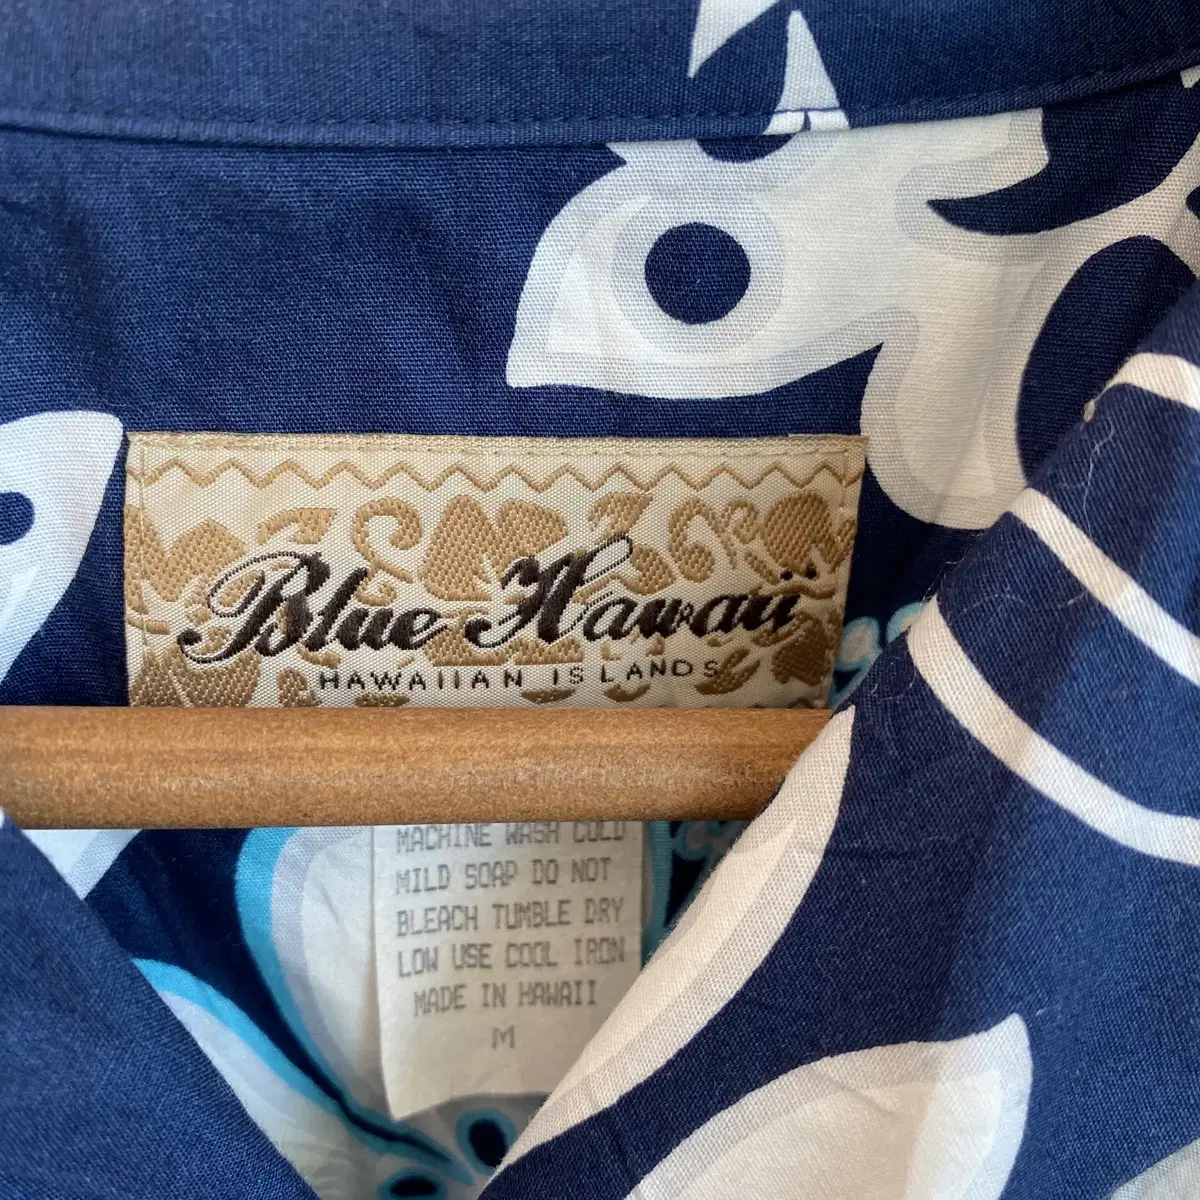 Blue Hawaii
HAWAIIAN ISLANDS
MACHINE WASH COLD
MILD SOAP DO NOT
BLEACH TUMBLE DRY
LOW USE COOL IRON
MADE IN HAWAII
M